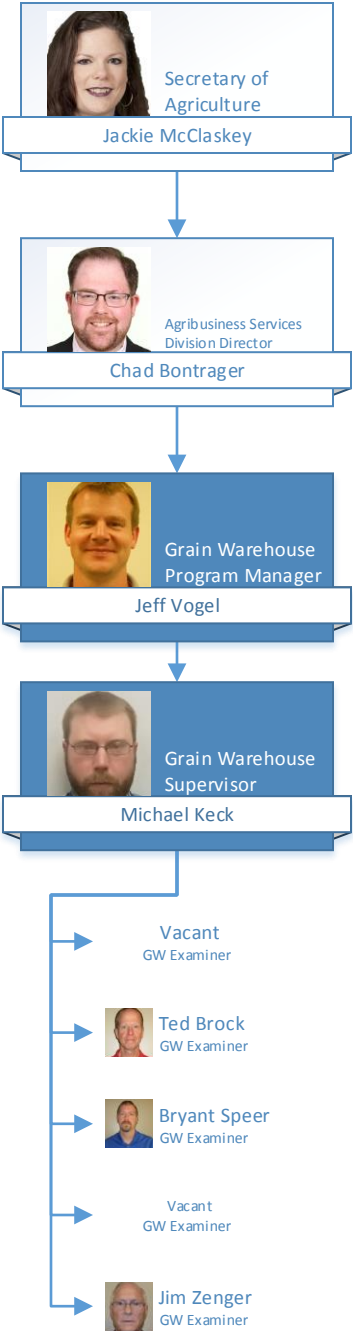 Secretary of
Agriculture
Jackie McClaskey
Agribusiness Services
Division Director
Chad Bontrager
Grain Warehouse
Program Manager
Jeff Vogel
Grain Warehouse
Supervisor
Michael Keck
Vacant
GW Examiner
Ted Brock
GW Examiner
Bryant Speer
GW Examiner
Vacant
GW Examiner
Jim Zenger
GW Examiner